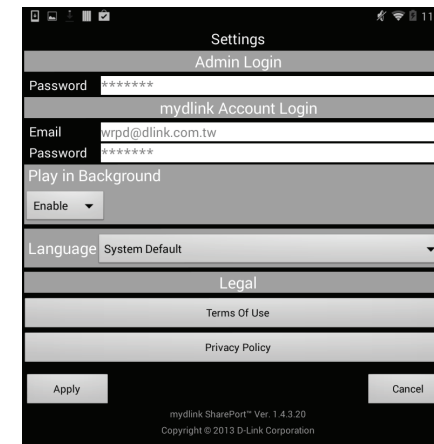 11
Settings
Admin Login
Password *******
mydlink Account Login
Email wrpd@dlink.com.tw
Password *******
Play in Background
Enable
Language System Default
Legal
Terms Of Use
Privacy Policy
Apply Cancel
mydlink SharePort™ Ver. 1.4.3.20
Copyright © 2013 D-Link Corporation